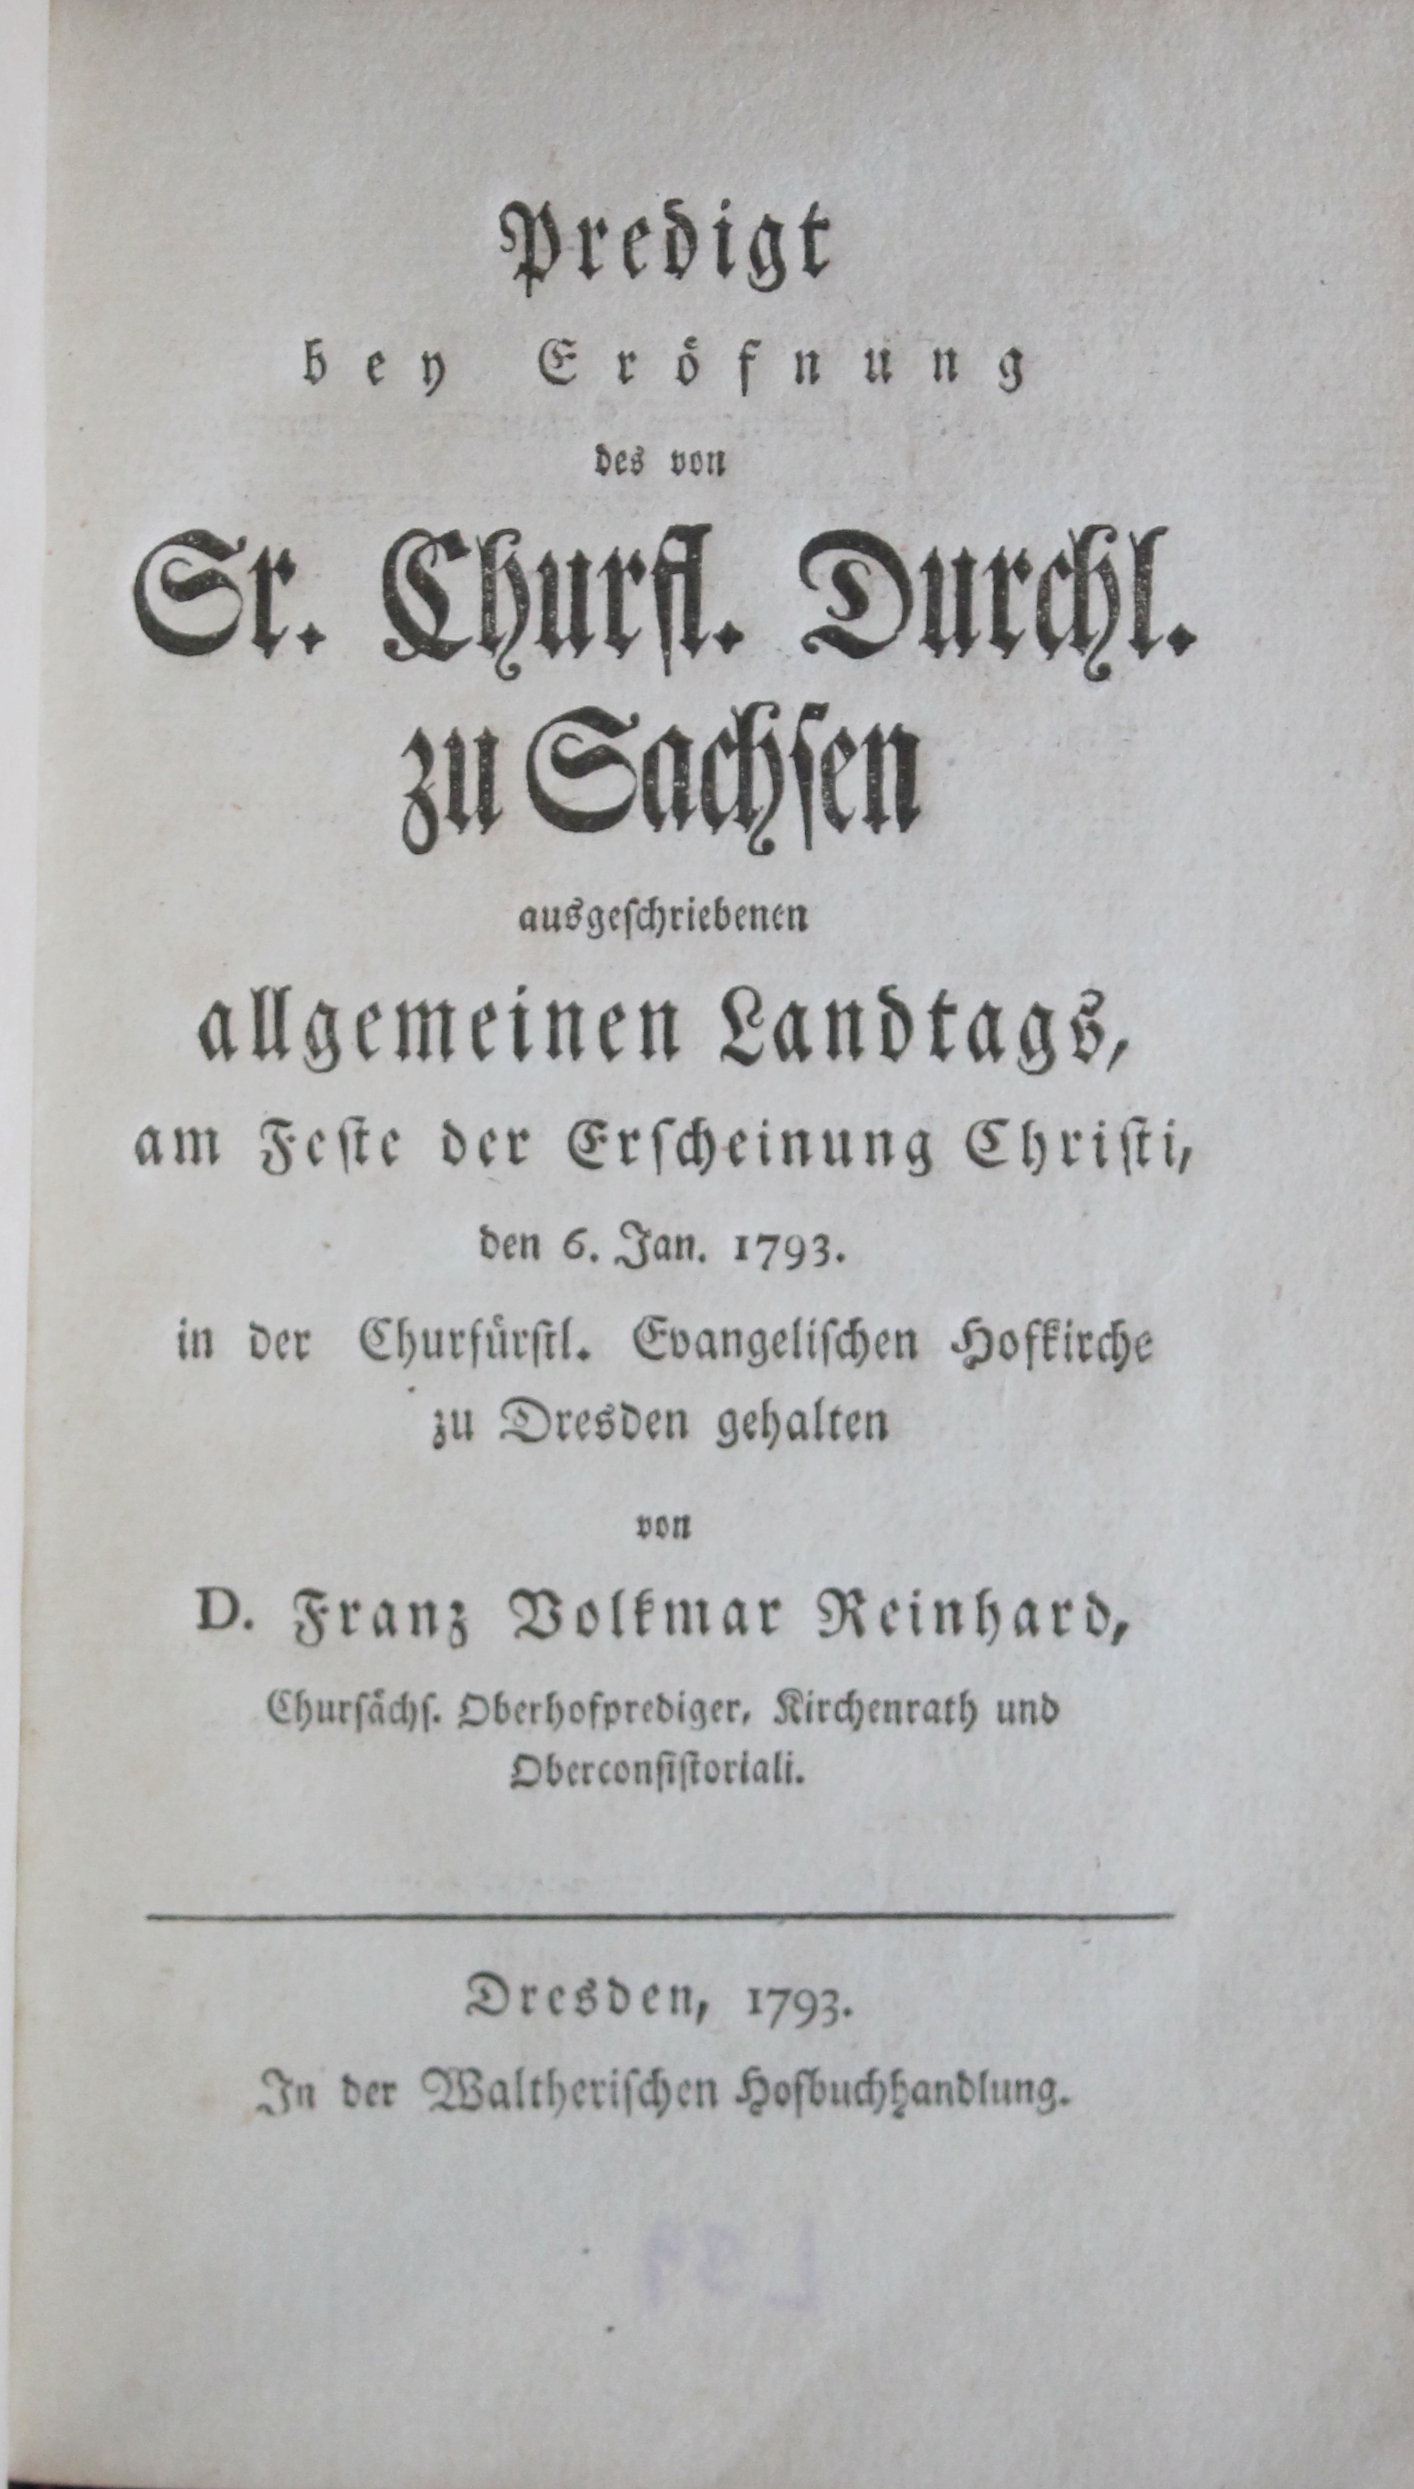 Predigt
bey Eröfnung
des von
Sr. Churfl. Durchl.
zu Sachsen
ausgeschriebenen
allgemeinen Landtags,
am Feste der Erscheinung Christi,
den 6. Jan. 1793.
in der Churfürstl. Evangelischen Hofkirche
zu Dresden gehalten
von
D. Franz Volkmar Reinhard,
Chursächs. Oberhofprediger, Kirchenrath und
Oberconsistoriali.
Dresden, 1793.
In der Waltherischen Hofbuchhandlung.